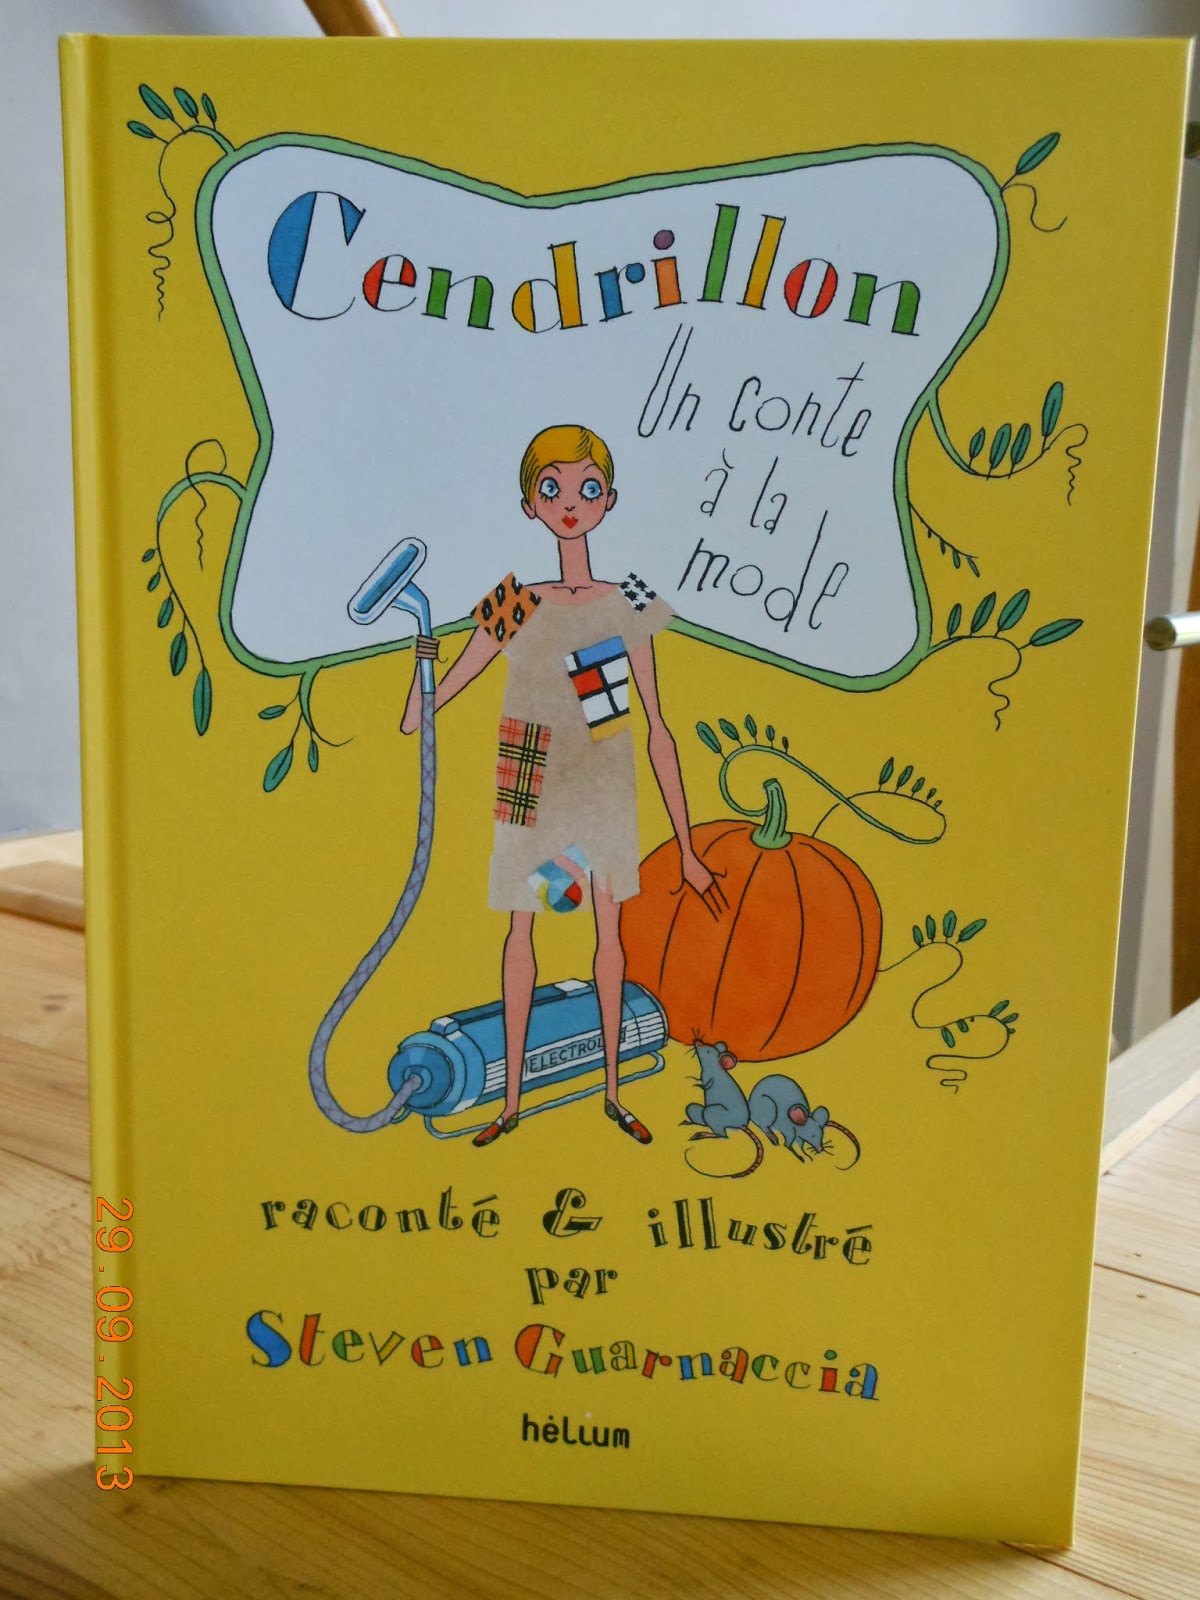 Cendrillon
Un conte
à la
mode
ELECTROLUX
raconté & illustré
par
Steven Guarnaccia
hélium
29.09.2013